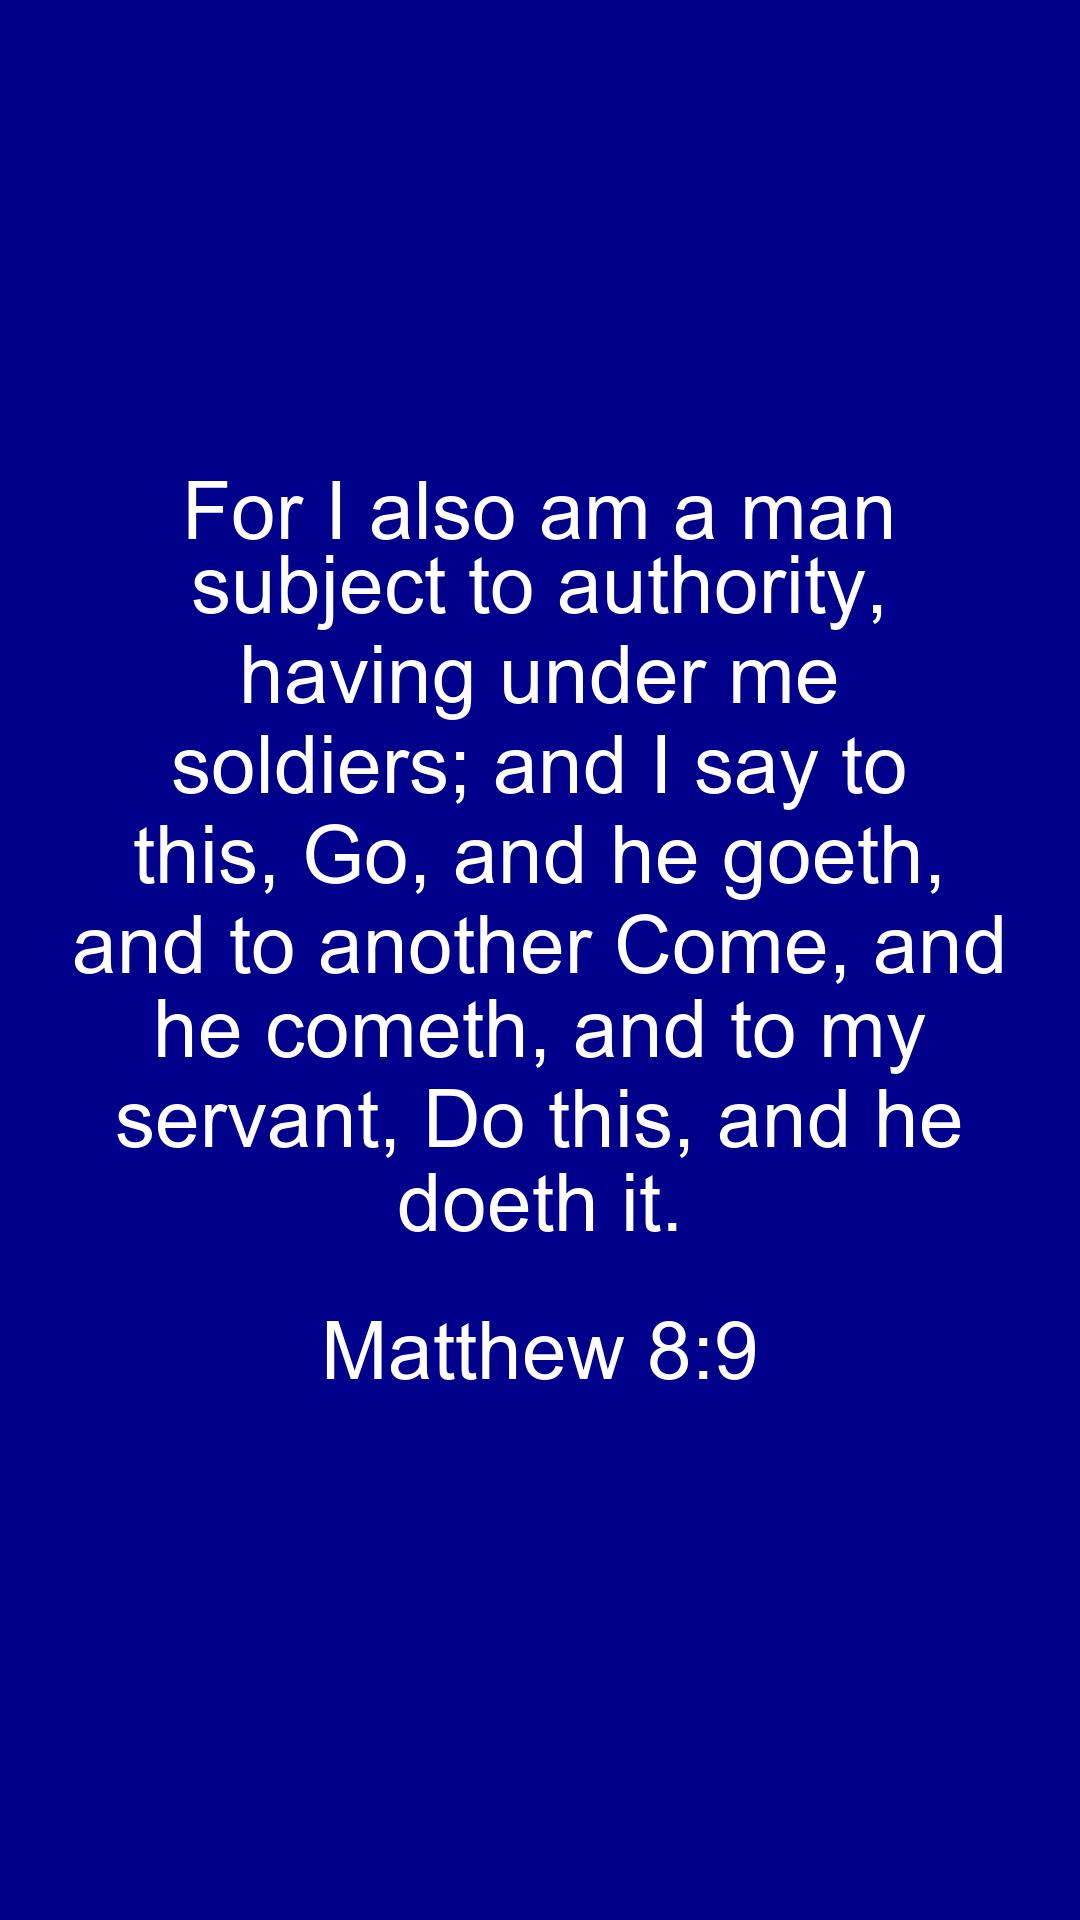 For I also am a man
subject to authority,
having under me
soldiers; and I say to
this, Go, and he goeth,
and to another Come, and
he cometh, and to my
servant, Do this, and he
doeth it.
Matthew 8:9